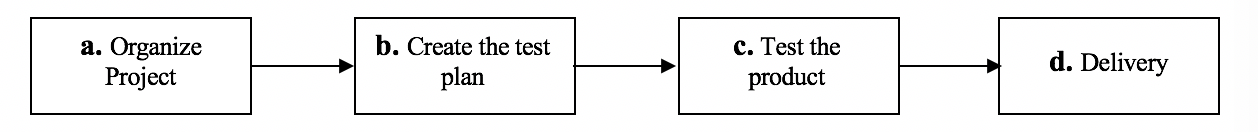 a. Organize
Project
b. Create the test
plan
c. Test the
product
d. Delivery